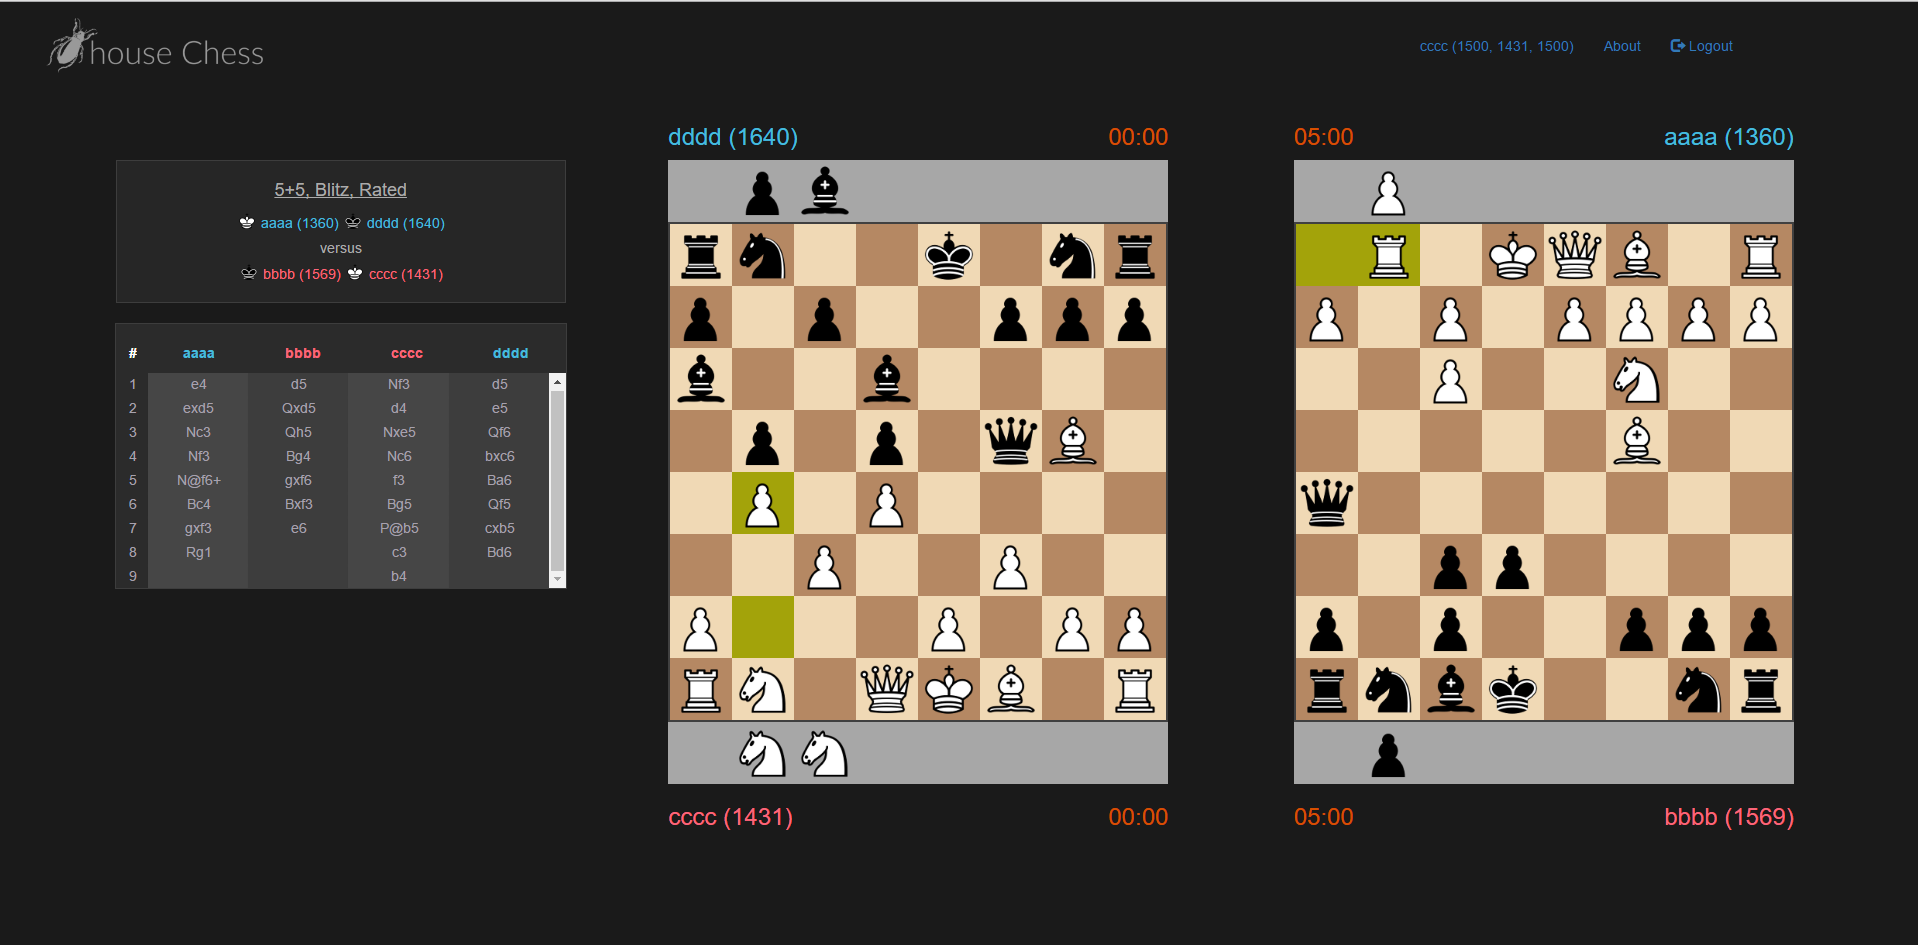 house Chess
cccc (1500, 1431, 1500) About Logout
dddd (1640) 00:00
05:00 aaaa (1360)
5+5, Blitz, Rated
aaaa (1360) dddd (1640)
versus
bbbb (1569) cccc (1431)
# aaaa bbbb cccc dddd
1 e4 d5 Nf3 d5
2 exd5 Qxd5 d4 e5
3 Nc3 Qh5 Nxe5 Qf6
4 Nf3 Bg4 Nc6 bxc6
5 N@f6+ gxf6 f3 Ba6
6 Bc4 Bxf3 Bg5 Qf5
7 gxf3 e6 P@b5 cxb5
8 Rg1 c3 Bd6
9 b4
cccc (1431) 00:00
05:00 bbbb (1569)